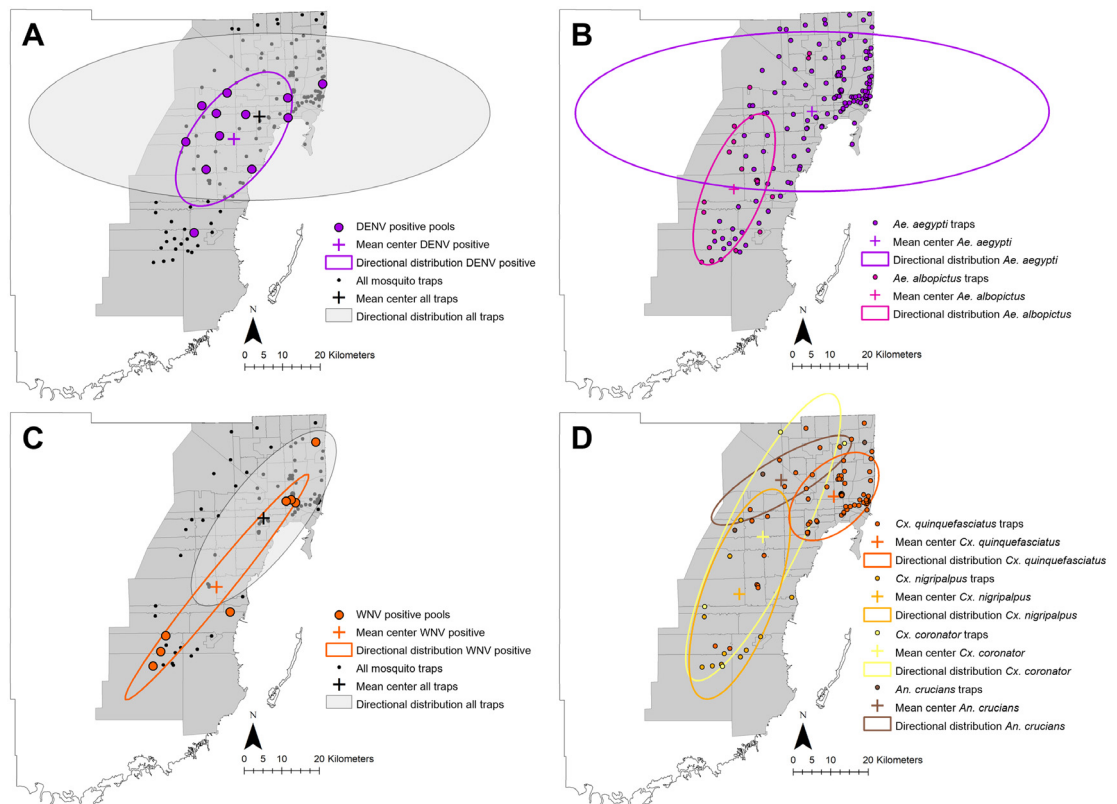 A
DENV positive pools
Mean center DENV positive
Directional distribution DENV positive
All mosquito traps
Mean center all traps
Directional distribution all traps
N
0 5 10 20 Kilometers
B
Ae. aegypti traps
Mean center Ae. aegypti
Directional distribution Ae. aegypti
Ae. albopictus traps
Mean center Ae. albopictus
Directional distribution Ae. albopictus
N
0 5 10 20 Kilometers
C
WNV positive pools
Mean center WNV positive
Directional distribution WNV positive
All mosquito traps
Mean center all traps
Directional distribution all traps
N
0 5 10 20 Kilometers
D
Cx. quinquefasciatus traps
Mean center Cx. quinquefasciatus
Directional distribution Cx. quinquefasciatus
Cx. nigripalpus traps
Mean center Cx. nigripalpus
Directional distribution Cx. nigripalpus
Cx. coronator traps
Mean center Cx. coronator
Directional distribution Cx. coronator
An. crucians traps
Mean center An. crucians
Directional distribution An. crucians
N
0 5 10 20 Kilometers